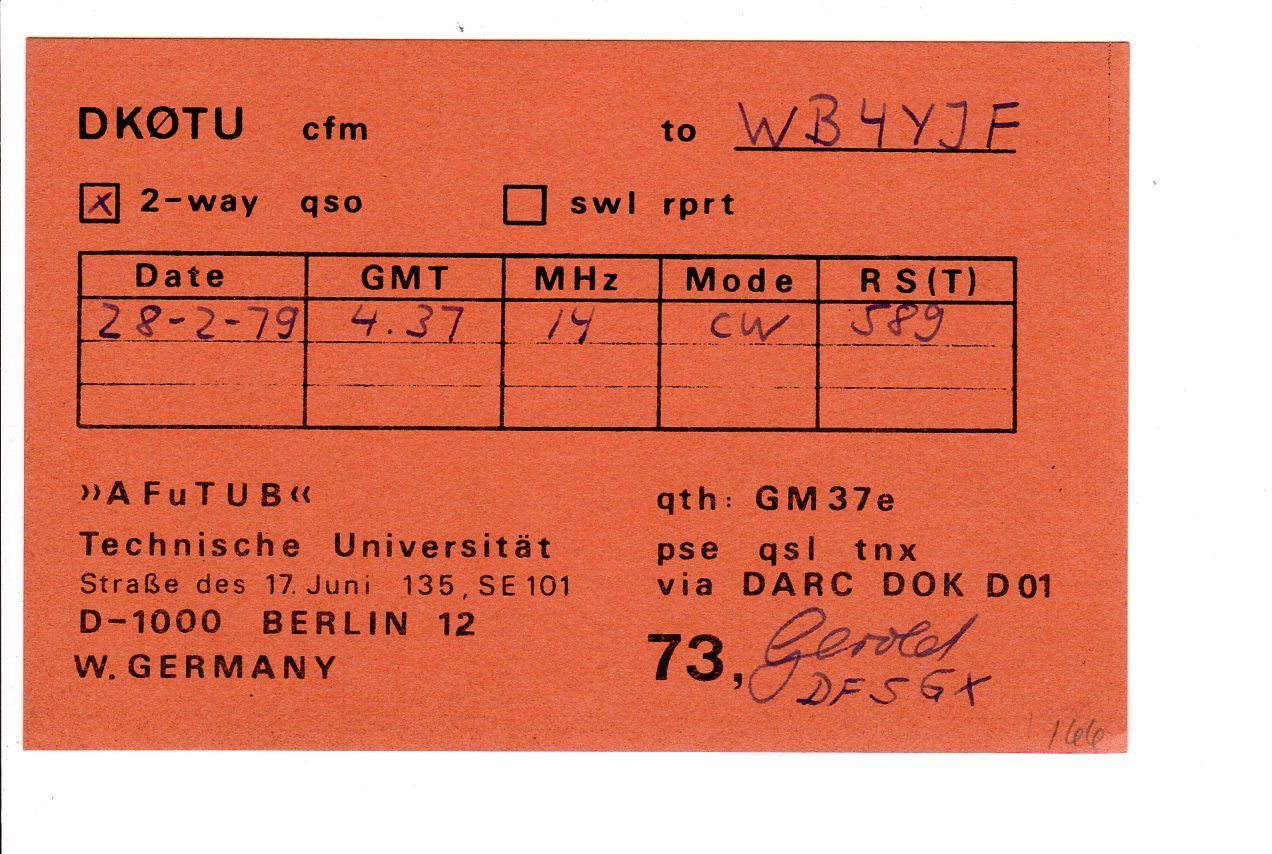 DKØTU cfm to WB4YJF
x 2-way qso swl rprt
Date GMT MHz Mode RS(T)
28-2-79 4.37 14 CW 589
»AFuTUB«
Technische Universität
Straße des 17. Juni 135, SE 101
D-1000 BERLIN 12
W. GERMANY
qth: GM37e
pse qsl tnx
via DARC DOK D01
73, Gerold
DF5GX
166